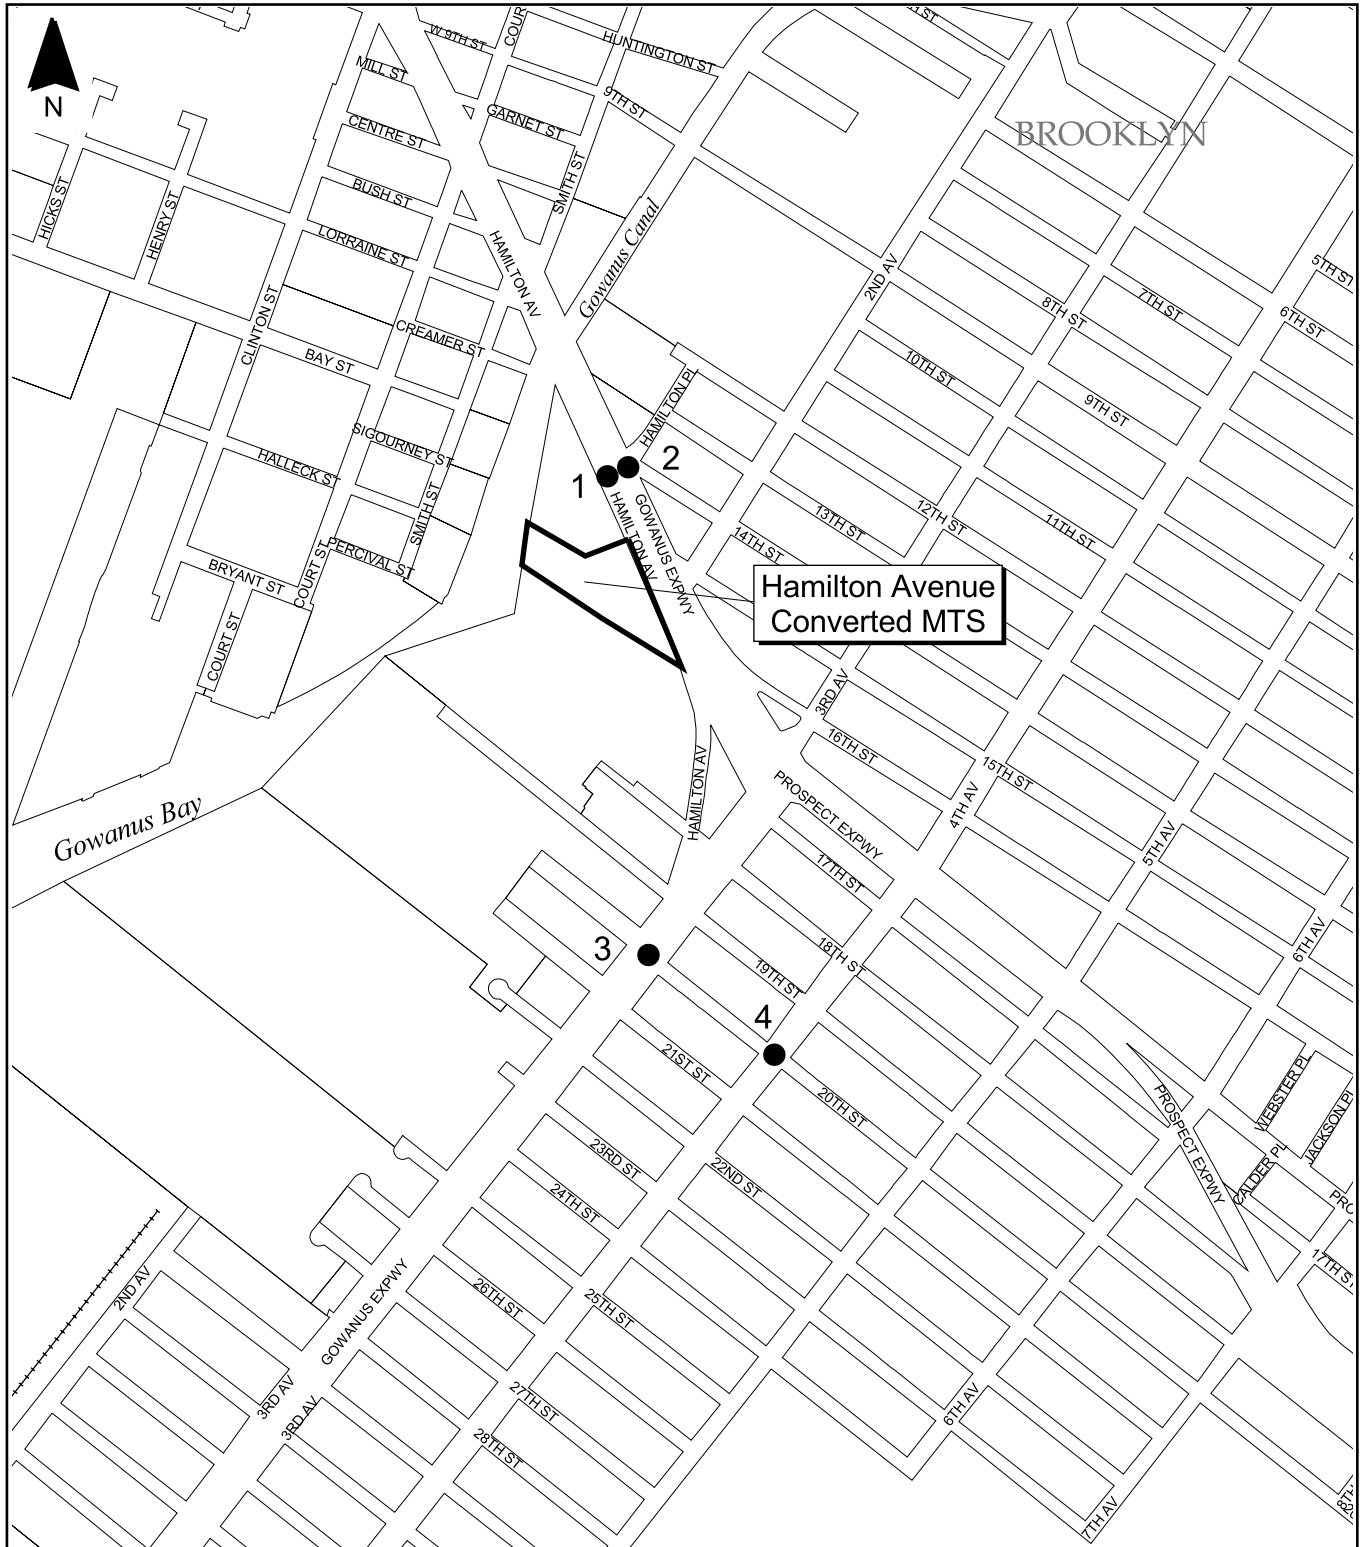 N
BROOKLYN
W 9TH ST
COUR
HUNTINGTON ST
MILL ST
9TH ST
GARNET ST
CENTRE ST
SMITH ST
BUSH ST
HICKS ST
HENRY ST
LORRAINE ST
HAMILTON AV
Gowanus Canal
2ND AV
5TH ST
7TH ST
8TH ST
6TH ST
CLINTON ST
CREAMER ST
BAY ST
10TH ST
9TH ST
HAMILTON PL
SIGOURNEY ST
HALLECK ST
2
1
SMITH ST
HAMILTON AV
GOWANUS EXPWY
13TH ST
12TH ST
11TH ST
14TH ST
PERCIVAL ST
BRYANT ST
COURT ST
COURT ST
Hamilton Avenue
Converted MTS
3RD AV
16TH ST
15TH ST
HAMILTON AV
PROSPECT EXPWY
4TH AV
5TH AV
Gowanus Bay
17TH ST
18TH ST
6TH AV
3
19TH ST
4
21ST ST
20TH ST
WEBSTER PL
JACKSON PL
PROSPECT EXPWY
CALDER PL
23RD ST
22ND ST
24TH ST
PRO
17TH ST
2ND AV
GOWANUS EXPWY
26TH ST
25TH ST
3RD AV
3RD AV
27TH ST
28TH ST
6TH AV
7TH AV
8TH